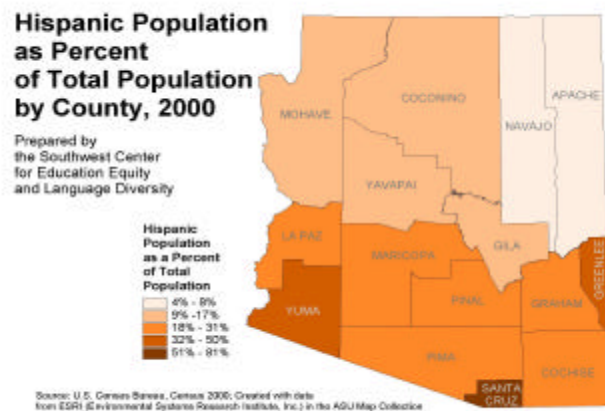 Hispanic Population
as Percent
of Total Population
by County, 2000
Prepared by
the Southwest Center
for Education Equity
and Language Diversity
Hispanic
Population
as a Percent
of Total
Population
4% - 8%
9% -17%
18% - 31%
32% - 50%
51% - 81%
MOHAVE
COCONINO
NAVAJO
APACHE
YAVAPAI
LA PAZ
MARICOPA
GILA
YUMA
PINAL
GRAHAM
GREENLEE
PIMA
SANTA
CRUZ
COCHISE
Source: U.S. Census Bureau, Census 2000; Created with data
from ESRI (Environmental Systems Research Institute, Inc.) in the ASU Map Collection